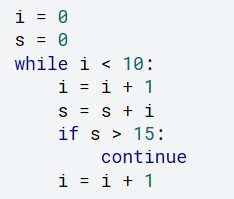 i = 0
s = 0
while i < 10:
    i = i + 1
    s = s + i
    if s > 15:
        continue
    i = i + 1